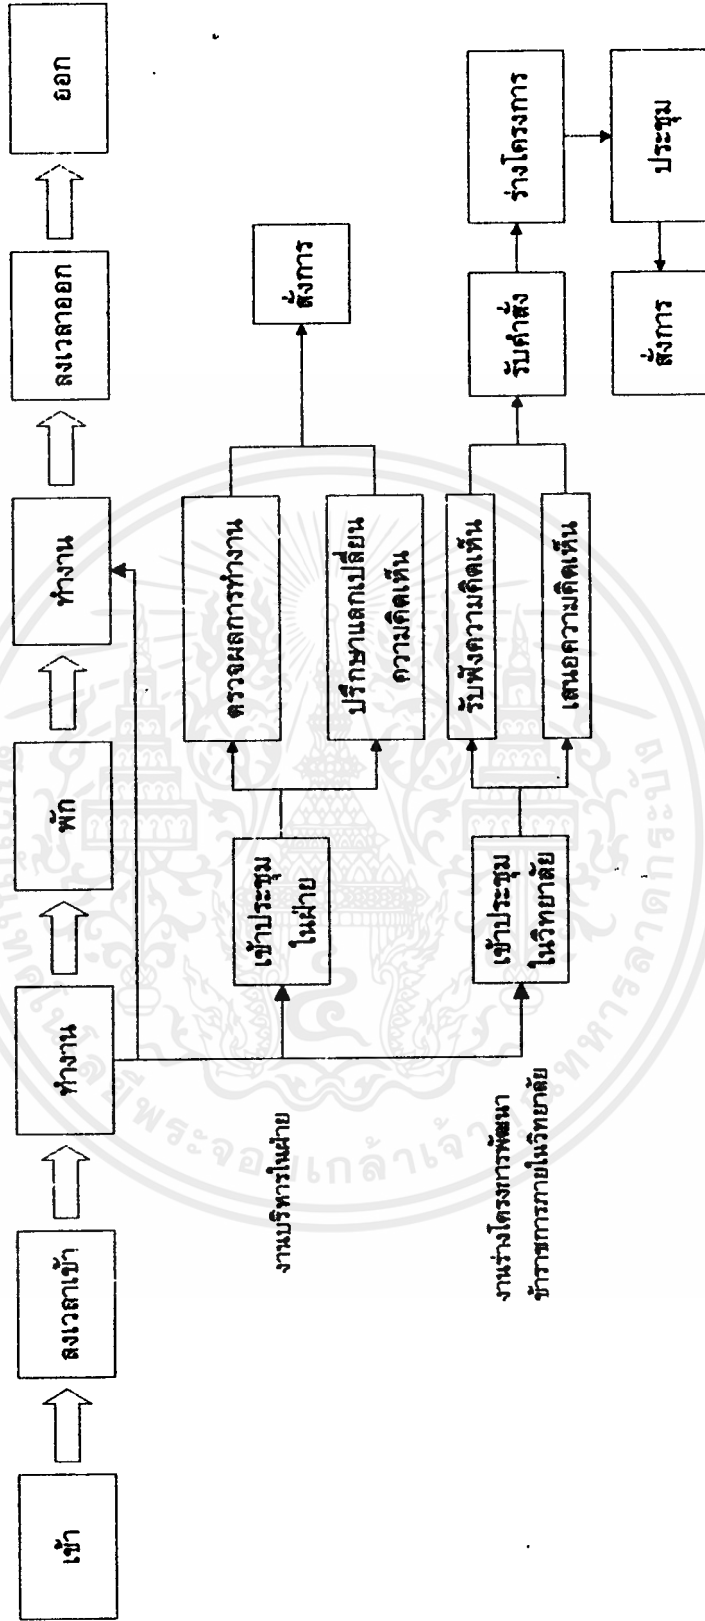 เข้า
ลงเวลาเข้า
ทำงาน
พัก
ทำงาน
ลงเวลาออก
ออก
งานบริหารในฝ่าย
เข้าประชุม
ในฝ่าย
ตรวจผลการทำงาน
ปรึกษาแลกเปลี่ยน
ความคิดเห็น
สั่งการ
งานร่างโครงการพัฒนา
ข้าราชการภายในวิทยาลัย
เข้าประชุม
ในวิทยาลัย
รับฟังความคิดเห็น
เสนอความคิดเห็น
รับคำสั่ง
ร่างโครงการ
ประชุม
สั่งการ